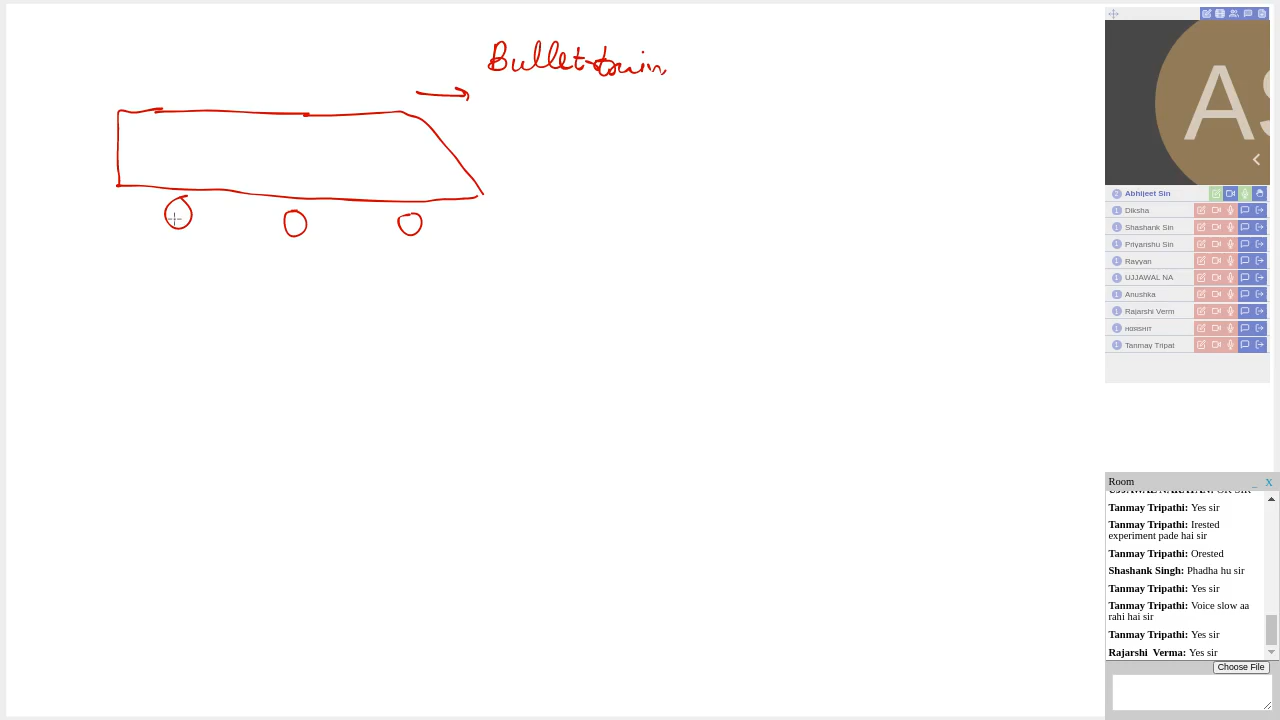 Bullet train
AS
Abhijeet Sin
Diksha
Shashank Sin
Priyanshu Sin
Rayyan
UJJAWAL NA
Anushka
Rajarshi Verm
HARSHIT
Tanmay Tripat
Room _ X
Tanmay Tripathi: Yes sir
Tanmay Tripathi: Irested
experiment pade hai sir
Tanmay Tripathi: Orested
Shashank Singh: Phadha hu sir
Tanmay Tripathi: Yes sir
Tanmay Tripathi: Voice slow aa
rahi hai sir
Tanmay Tripathi: Yes sir
Rajarshi Verma: Yes sir
Choose File